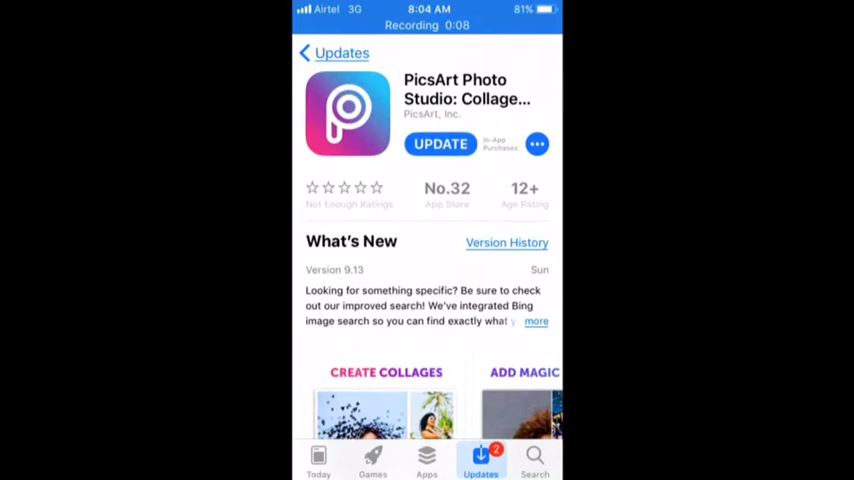 Airtel 3G 8:04 AM 81%
Recording 0:08
Updates
PicsArt Photo
Studio: Collage...
PicsArt, Inc.
UPDATE In-App Purchases
No.32 12+
Not Enough Ratings App Store Age Rating
What's New Version History
Version 9.13 Sun
Looking for something specific? Be sure to check
out our improved search! We've integrated Bing
image search so you can find exactly what y more
CREATE COLLAGES ADD MAGIC
2
Today Games Apps Updates Search